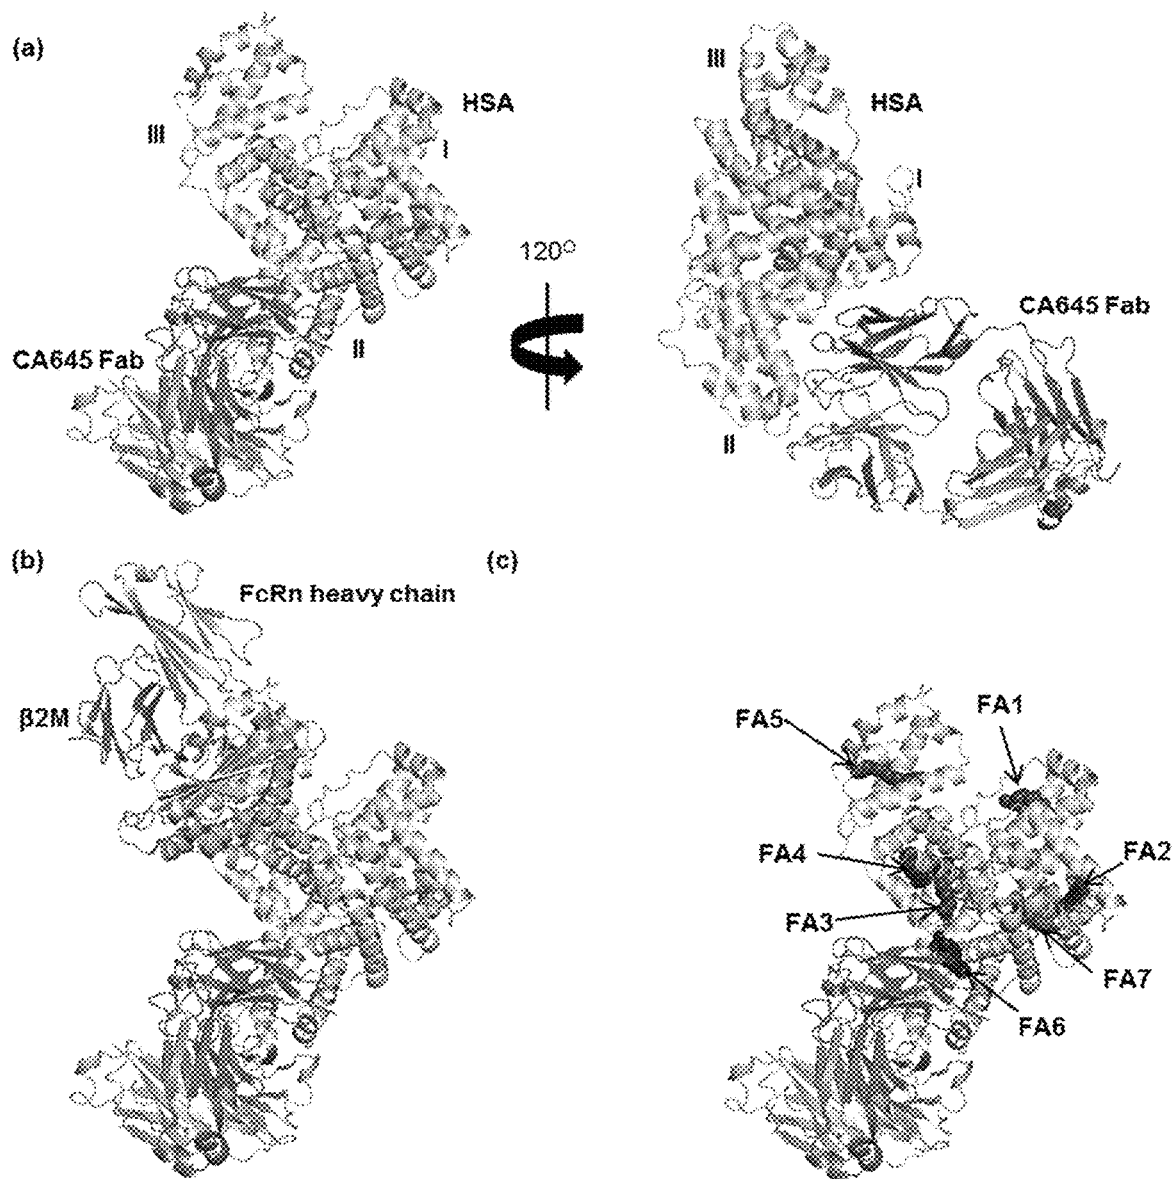 (a)
III
HSA
I
CA645 Fab
II
120°
III
HSA
I
CA645 Fab
II
(b)
FcRn heavy chain
β2M
(c)
FA5
FA1
FA4
FA2
FA3
FA7
FA6